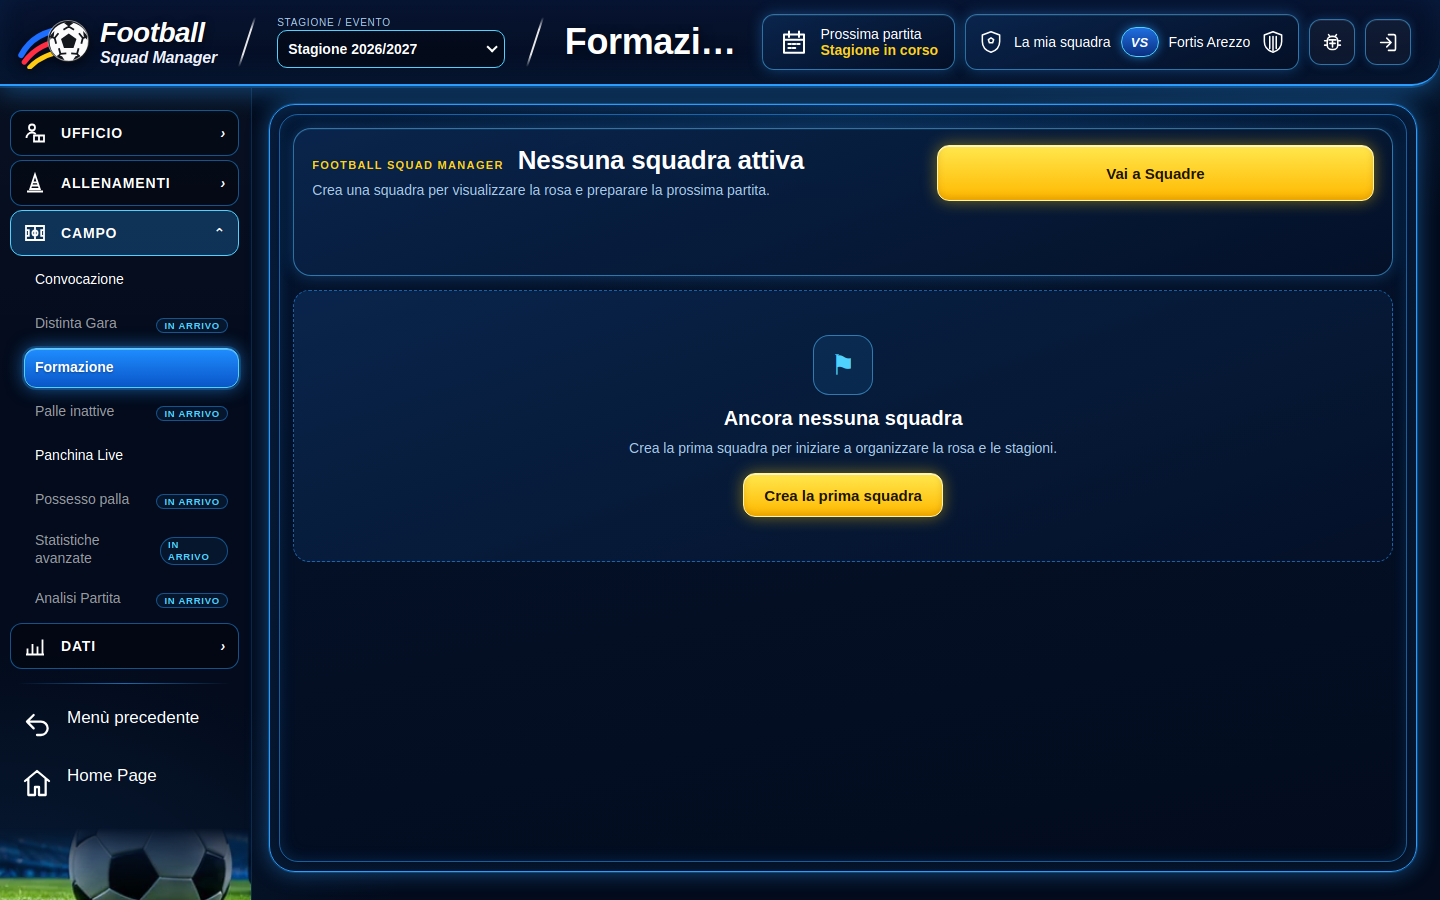 Football
Squad Manager
STAGIONE / EVENTO
Stagione 2026/2027
Formazi...
Prossima partita
Stagione in corso
La mia squadra
VS
Fortis Arezzo
UFFICIO
ALLENAMENTI
CAMPO
Convocazione
Distinta Gara
IN ARRIVO
Formazione
Palle inattive
IN ARRIVO
Panchina Live
Possesso palla
IN ARRIVO
Statistiche
avanzate
IN
ARRIVO
Analisi Partita
IN ARRIVO
DATI
Menù precedente
Home Page
FOOTBALL SQUAD MANAGER Nessuna squadra attiva
Crea una squadra per visualizzare la rosa e preparare la prossima partita.
Vai a Squadre
Ancora nessuna squadra
Crea la prima squadra per iniziare a organizzare la rosa e le stagioni.
Crea la prima squadra